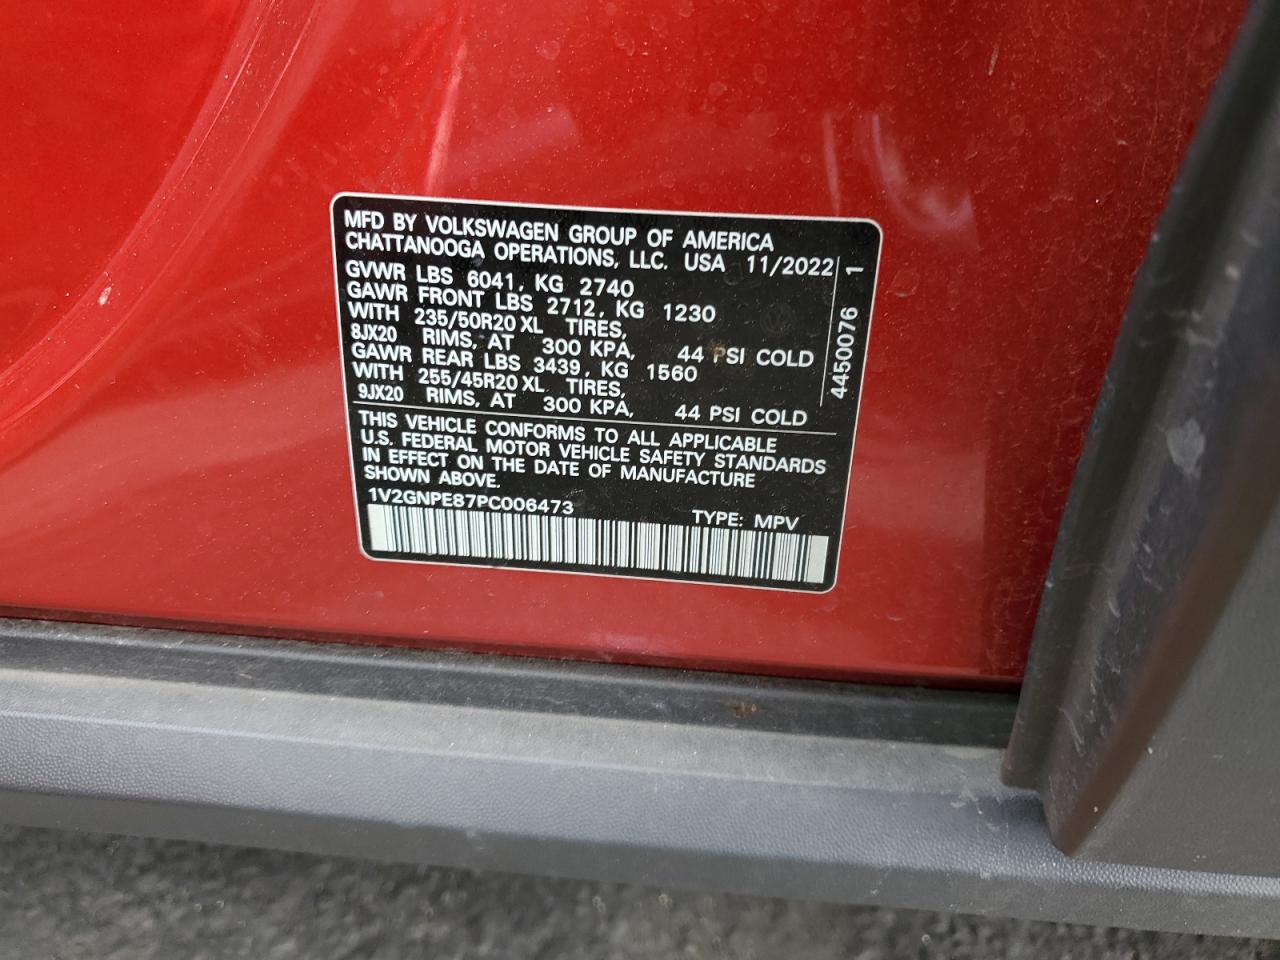 MFD BY VOLKSWAGEN GROUP OF AMERICA
CHATTANOOGA OPERATIONS, LLC. USA 11/2022
GVWR LBS 6041, KG 2740
GAWR FRONT LBS 2712, KG 1230
WITH 235/50R20 XL TIRES,
8JX20 RIMS, AT 300 KPA, 44 PSI COLD
GAWR REAR LBS 3439, KG 1560
WITH 255/45R20 XL TIRES,
9JX20 RIMS, AT 300 KPA, 44 PSI COLD
4450076 1
THIS VEHICLE CONFORMS TO ALL APPLICABLE
U.S. FEDERAL MOTOR VEHICLE SAFETY STANDARDS
IN EFFECT ON THE DATE OF MANUFACTURE
SHOWN ABOVE.
1V2GNPE87PC006473 TYPE: MPV